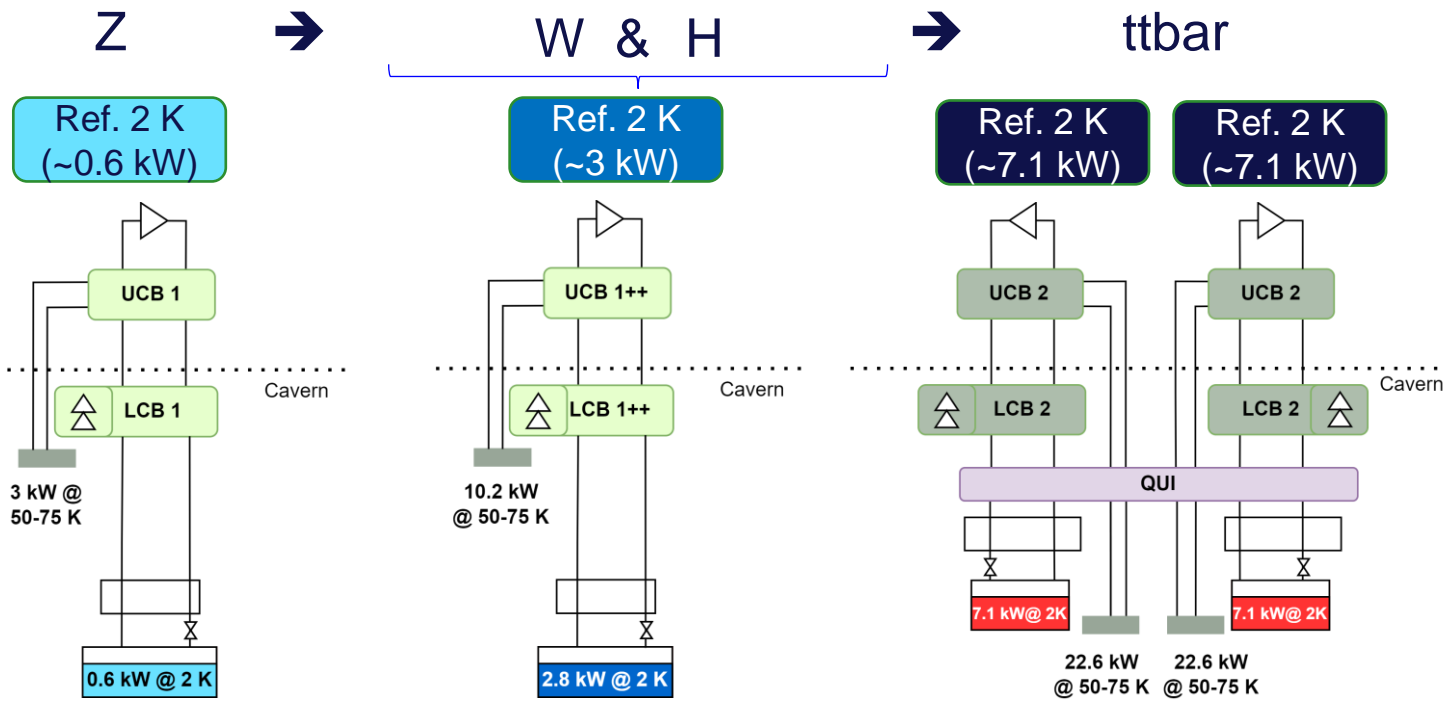 Z ➔ W & H ➔ ttbar
Ref. 2 K
(~0.6 kW)
Ref. 2 K
(~3 kW)
Ref. 2 K
(~7.1 kW)
Ref. 2 K
(~7.1 kW)
UCB 1
UCB 1++
UCB 2
UCB 2
Cavern
Cavern
Cavern
LCB 1
LCB 1++
LCB 2
LCB 2
QUI
3 kW @
50-75 K
10.2 kW
@ 50-75 K
7.1 kW@ 2K
7.1 kW@ 2K
22.6 kW
@ 50-75 K
22.6 kW
@ 50-75 K
0.6 kW @ 2 K
2.8 kW @ 2 K